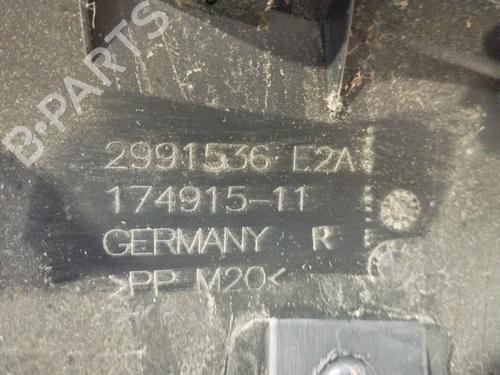 B-PARTS
2991536 E2A
174915-11
GERMANY R
>PP M20<